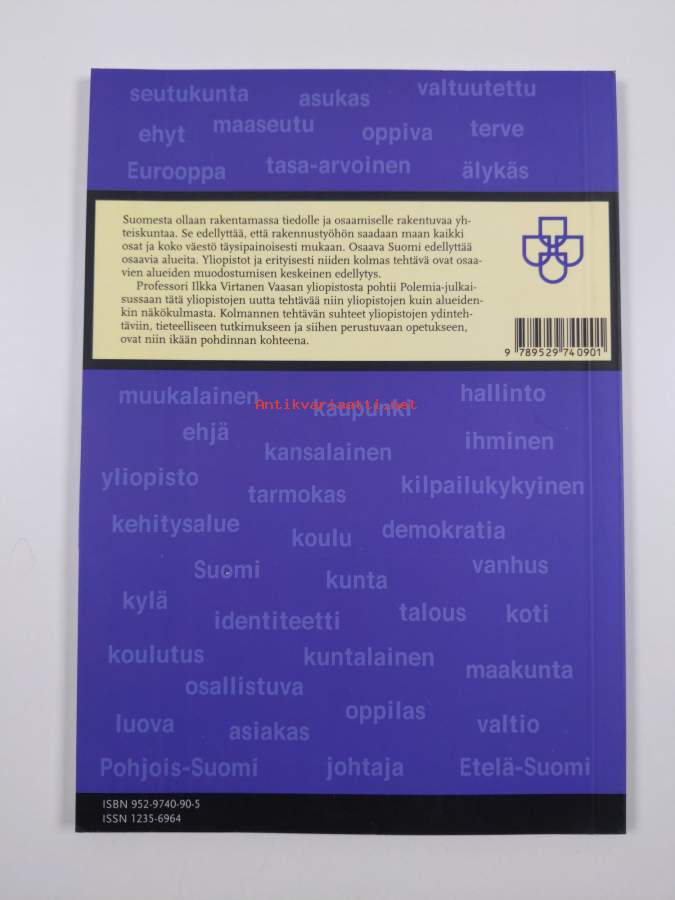 seutukunta asukas valtuutettu
ehyt maaseutu oppiva terve
Eurooppa tasa-arvoinen älykäs
Suomesta ollaan rakentamassa tiedolle ja osaamiselle rakentuvaa yh-
teiskuntaa. Se edellyttää, että rakennustyöhön saadaan maan kaikki
osat ja koko väestö täysipainoisesti mukaan. Osaava Suomi edellyttää
osaavia alueita. Yliopistot ja erityisesti niiden kolmas tehtävä ovat osaa-
vien alueiden muodostumisen keskeinen edellytys.
Professori Ilkka Virtanen Vaasan yliopistosta pohtii Polemia-julkai-
susssaan tätä yliopistojen uutta tehtävää niin yliopistojen kuin alueiden-
kin näkökulmasta. Kolmannen tehtävän suhteet yliopistojen ydinteh-
täviin, tieteelliseen tutkimukseen ja siihen perustuvaan opetukseen,
ovat niin ikään pohdinnan kohteena.
9 789529 740901
muukalainen kaupunki hallinto
Antikvariaatti.net
ehjä kansalainen ihminen
yliopisto tarmokas kilpailukykyinen
kehitysalue koulu demokratia
Suomi kunta vanhus
kylä identiteetti talous koti
koulutus kuntalainen maakunta
osallistuva
luova asiakas oppilas valtio
Pohjois-Suomi johtaja Etelä-Suomi
ISBN 952-9740-90-5
ISSN 1235-6964